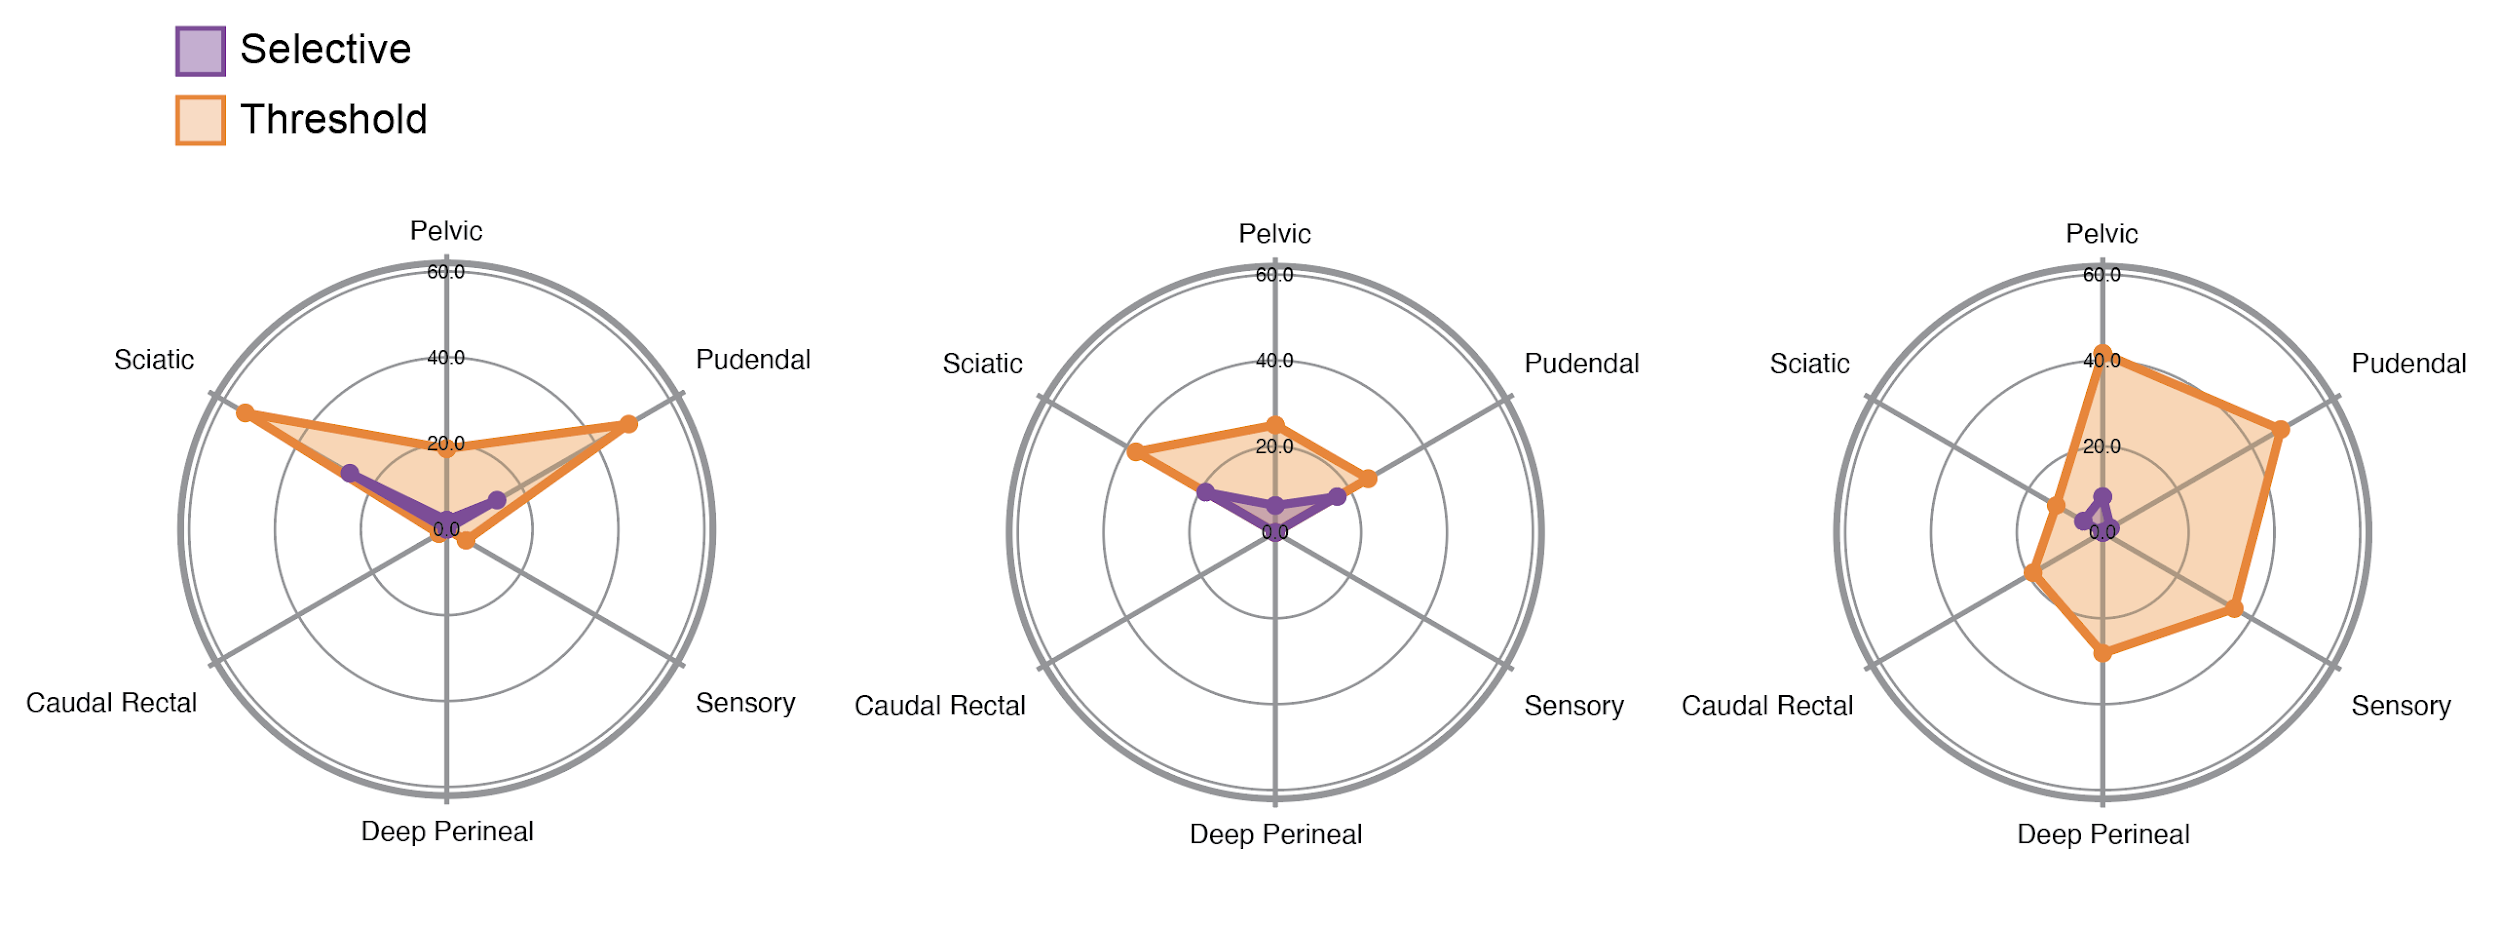 Selective
Threshold
Pelvic
60.0
Sciatic
40.0
Pudendal
20.0
0.0
Caudal Rectal
Sensory
Deep Perineal
Pelvic
60.0
Sciatic
40.0
Pudendal
20.0
0.0
Caudal Rectal
Sensory
Deep Perineal
Pelvic
60.0
Sciatic
40.0
Pudendal
20.0
0.0
Caudal Rectal
Sensory
Deep Perineal